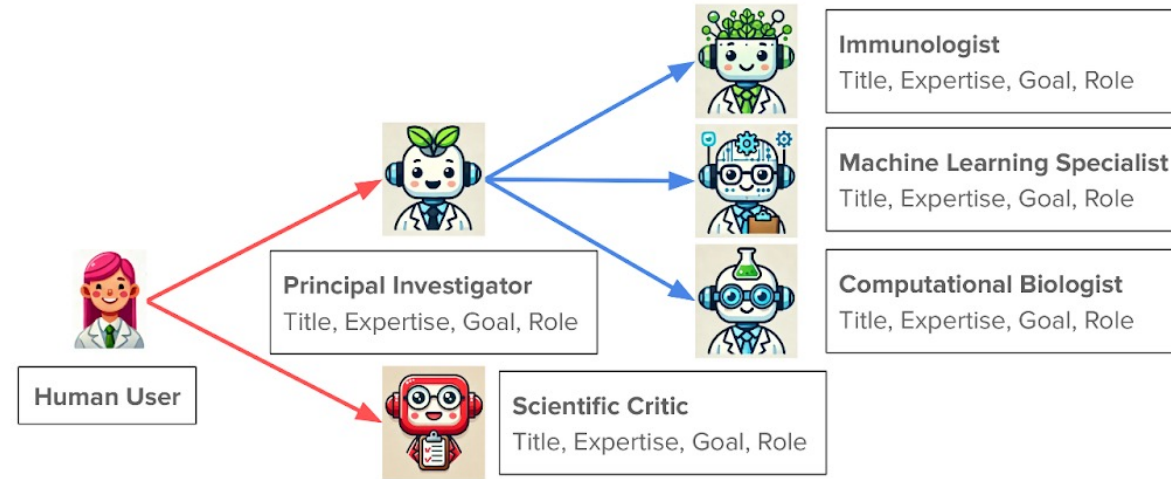 Immunologist
Title, Expertise, Goal, Role
Machine Learning Specialist
Title, Expertise, Goal, Role
Principal Investigator
Title, Expertise, Goal, Role
Computational Biologist
Title, Expertise, Goal, Role
Human User
Scientific Critic
Title, Expertise, Goal, Role